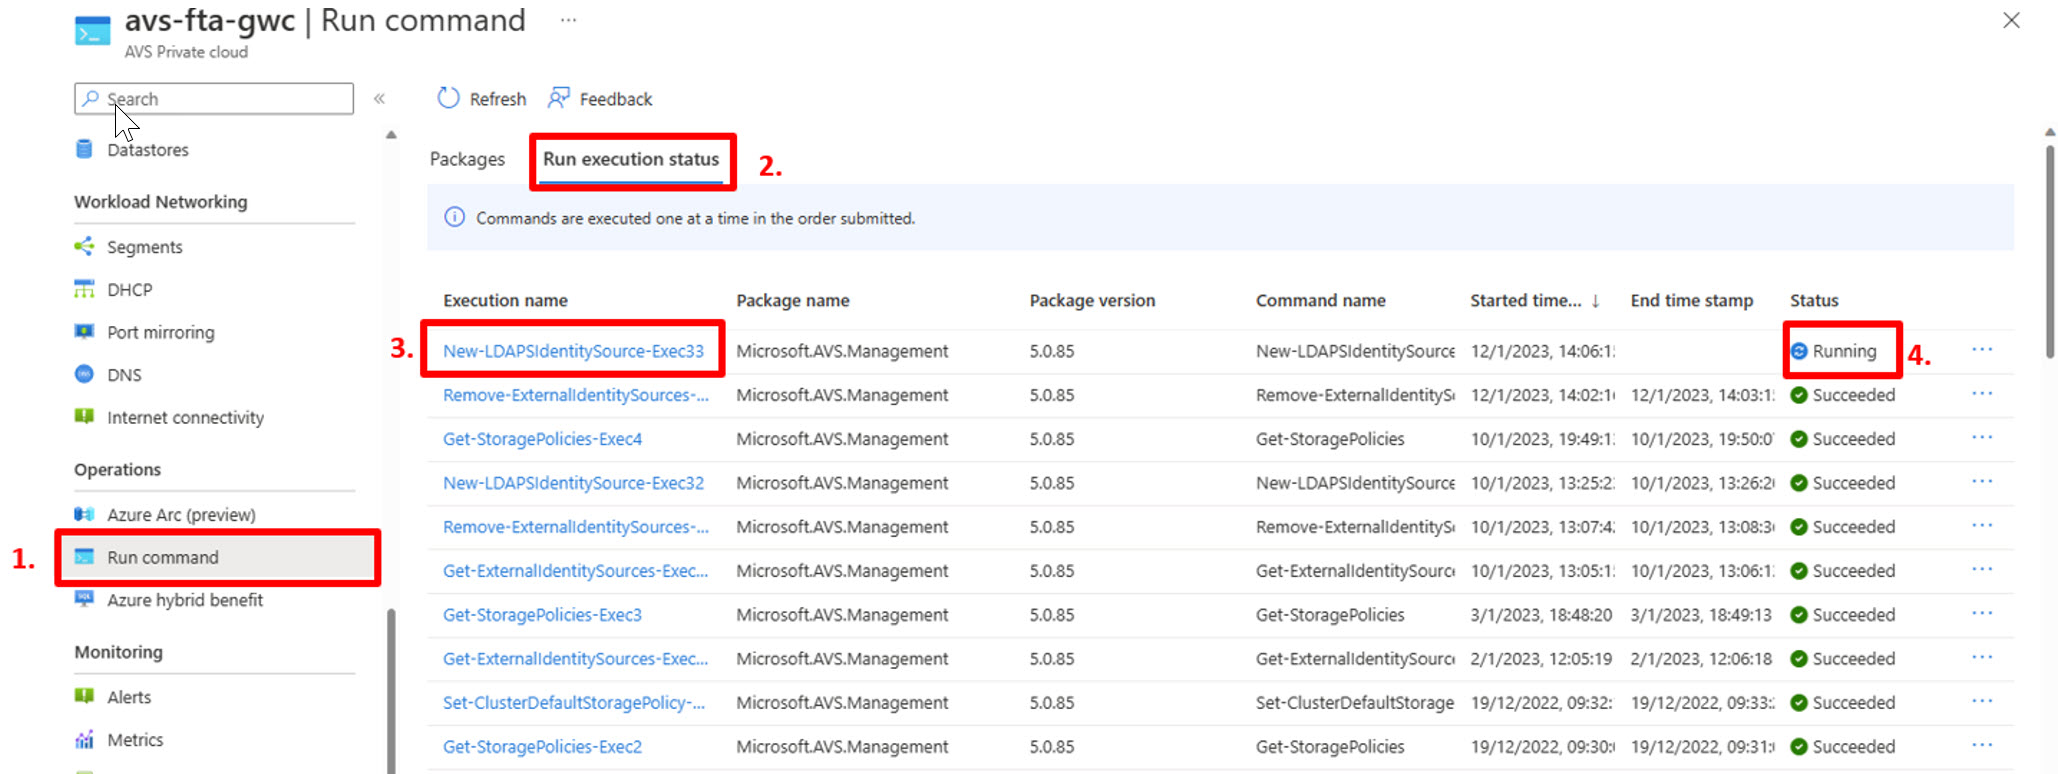 avs-fta-gwc | Run command ...
AVS Private cloud
Search
«
Refresh
Feedback
Datastores
Workload Networking
Segments
DHCP
Port mirroring
DNS
Internet connectivity
Operations
Azure Arc (preview)
1.
Run command
Azure hybrid benefit
Monitoring
Alerts
Metrics
Packages
Run execution status
2.
Commands are executed one at a time in the order submitted.
Execution name Package name Package version Command name Started time... ↓ End time stamp Status
3. New-LDAPSIdentitySource-Exec33 Microsoft.AVS.Management 5.0.85 New-LDAPSIdentitySource 12/1/2023, 14:06:1 Running 4. ...
Remove-ExternalIdentitySources-... Microsoft.AVS.Management 5.0.85 Remove-ExternalIdentityS 12/1/2023, 14:02:1 12/1/2023, 14:03:1 Succeeded ...
Get-StoragePolicies-Exec4 Microsoft.AVS.Management 5.0.85 Get-StoragePolicies 10/1/2023, 19:49:1 10/1/2023, 19:50:0 Succeeded ...
New-LDAPSIdentitySource-Exec32 Microsoft.AVS.Management 5.0.85 New-LDAPSIdentitySource 10/1/2023, 13:25:2 10/1/2023, 13:26:2 Succeeded ...
Remove-ExternalIdentitySources-... Microsoft.AVS.Management 5.0.85 Remove-ExternalIdentityS 10/1/2023, 13:07:4 10/1/2023, 13:08:3 Succeeded ...
Get-ExternalIdentitySources-Exec... Microsoft.AVS.Management 5.0.85 Get-ExternalIdentitySourc 10/1/2023, 13:05:1 10/1/2023, 13:06:1 Succeeded ...
Get-StoragePolicies-Exec3 Microsoft.AVS.Management 5.0.85 Get-StoragePolicies 3/1/2023, 18:48:20 3/1/2023, 18:49:13 Succeeded ...
Get-ExternalIdentitySources-Exec... Microsoft.AVS.Management 5.0.85 Get-ExternalIdentitySourc 2/1/2023, 12:05:19 2/1/2023, 12:06:18 Succeeded ...
Set-ClusterDefaultStoragePolicy-... Microsoft.AVS.Management 5.0.85 Set-ClusterDefaultStorage 19/12/2022, 09:32: 19/12/2022, 09:33: Succeeded ...
Get-StoragePolicies-Exec2 Microsoft.AVS.Management 5.0.85 Get-StoragePolicies 19/12/2022, 09:30: 19/12/2022, 09:31: Succeeded ...